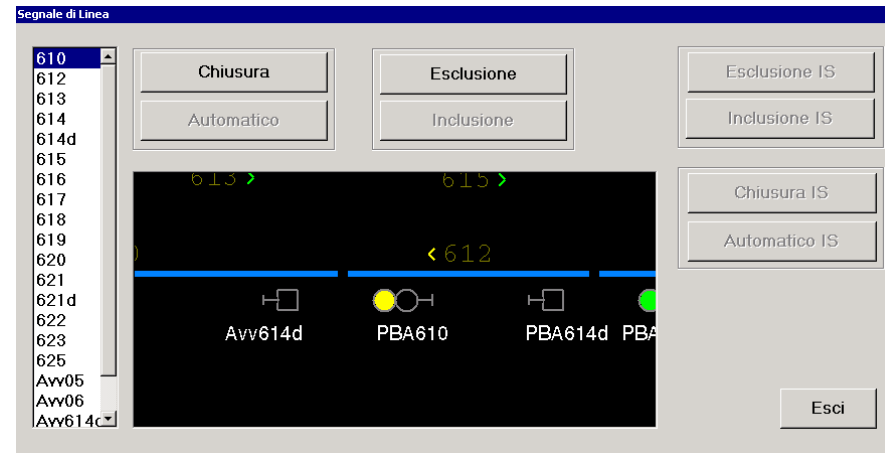 Segnale di Linea
610
612
613
614
614d
615
616
617
618
619
620
621
621d
622
623
625
Avv05
Avv06
Avv614d
Chiusura
Automatico
Esclusione
Inclusione
Esclusione IS
Inclusione IS
Chiusura IS
Automatico IS
613 >
615 >
< 612
Avv614d
PBA610
PBA614d
PBA
Esci